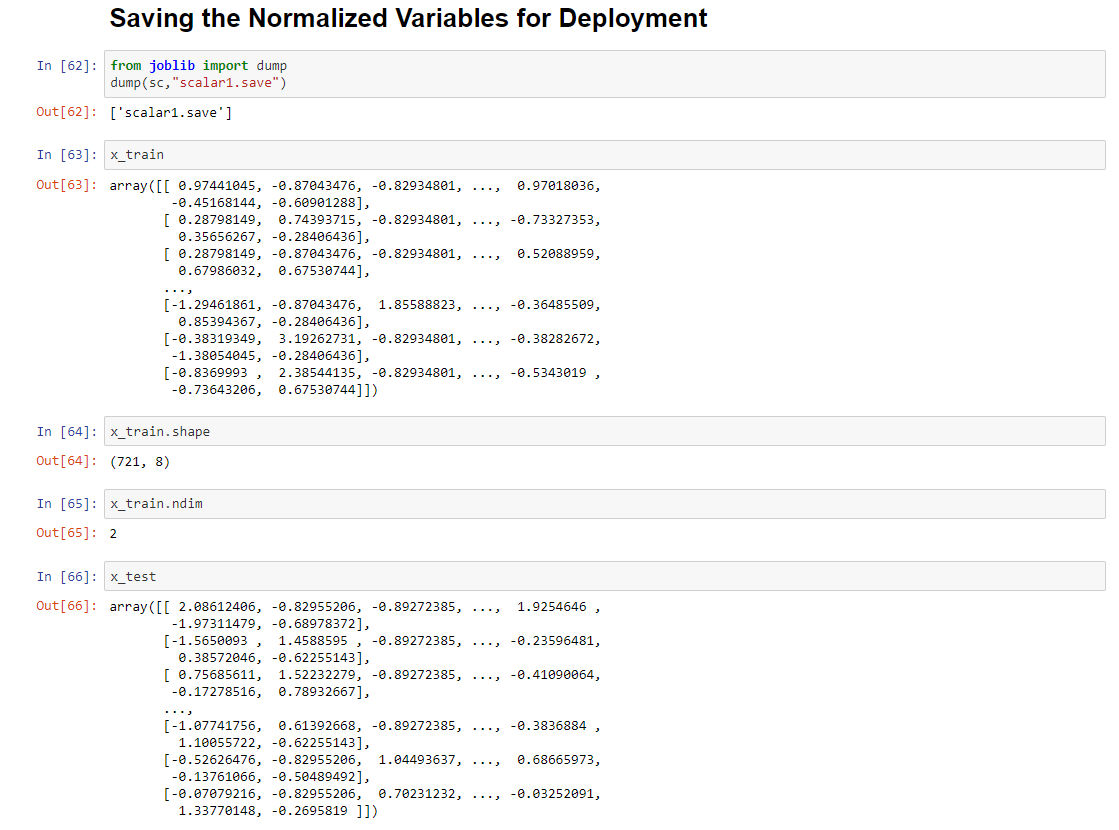 Saving the Normalized Variables for Deployment
In [62]: from joblib import dump
dump(sc,"scalar1.save")
Out[62]: ['scalar1.save']
In [63]: x_train
Out[63]: array([[ 0.97441045, -0.87043476, -0.82934801, ...,  0.97018036,
-0.45168144, -0.60901288],
[ 0.28798149,  0.74393715, -0.82934801, ..., -0.73327353,
0.35656267, -0.28406436],
[ 0.28798149, -0.87043476, -0.82934801, ...,  0.52088959,
0.67986032,  0.67530744],
...,
[-1.29461861, -0.87043476,  1.85588823, ..., -0.36485509,
0.85394367, -0.28406436],
[-0.38319349,  3.19262731, -0.82934801, ..., -0.38282672,
-1.38054045, -0.28406436],
[-0.8369993 ,  2.38544135, -0.82934801, ..., -0.5343019 ,
-0.73643206,  0.67530744]])
In [64]: x_train.shape
Out[64]: (721, 8)
In [65]: x_train.ndim
Out[65]: 2
In [66]: x_test
Out[66]: array([[ 2.08612406, -0.82955206, -0.89272385, ...,  1.9254646 ,
-1.97311479, -0.68978372],
[-1.5650093 ,  1.4588595 , -0.89272385, ..., -0.23596481,
0.38572046, -0.62255143],
[ 0.75685611,  1.52232279, -0.89272385, ..., -0.41090064,
-0.17278516,  0.78932667],
...,
[-1.07741756,  0.61392668, -0.89272385, ..., -0.3836884 ,
1.10055722, -0.62255143],
[-0.52626476, -0.82955206,  1.04493637, ...,  0.68665973,
-0.13761066, -0.50489492],
[-0.07079216, -0.82955206,  0.70231232, ..., -0.03252091,
1.33770148, -0.2695819 ]])